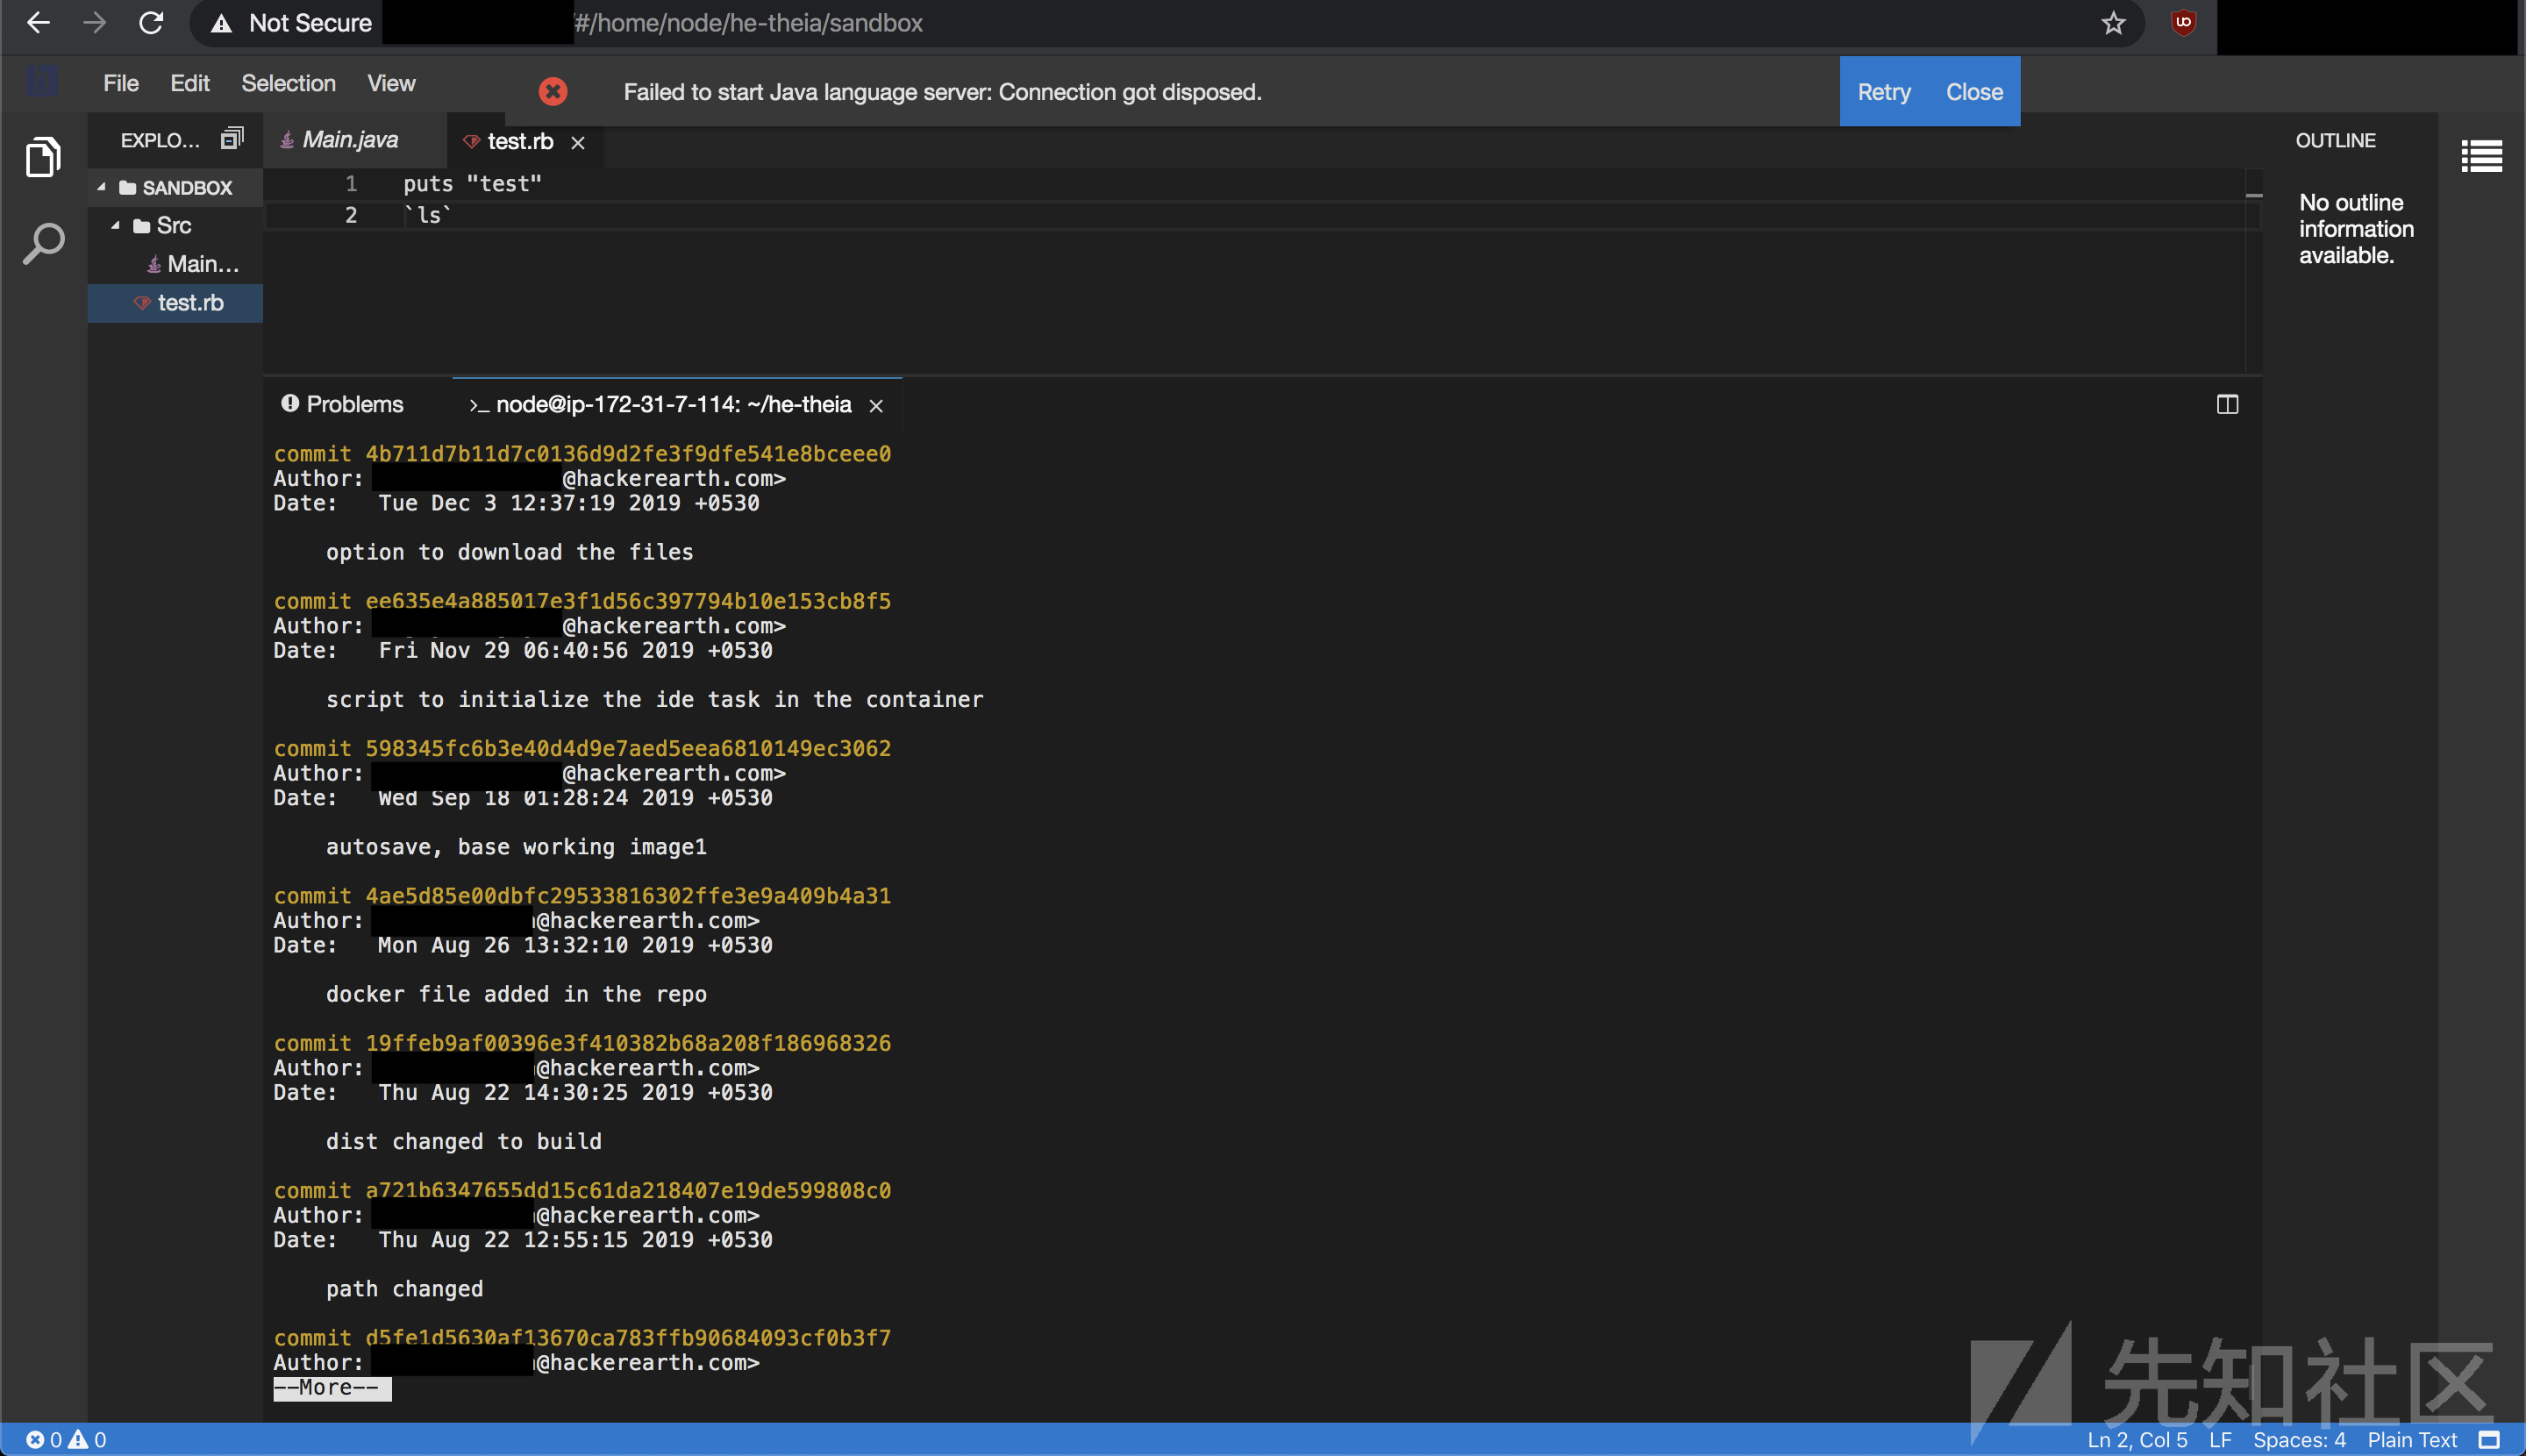 Not Secure /#/home/node/he-theia/sandbox
File Edit Selection View
Failed to start Java language server: Connection got disposed.
Retry Close
EXPLO... Main.java test.rb
OUTLINE
SANDBOX
Src
Main...
test.rb
1 puts "test"
2 `ls`
No outline
information
available.
Problems >_ node@ip-172-31-7-114: ~/he-theia
commit 4b711d7b11d7c0136d9d2fe3f9dfe541e8bceee0
Author: @hackerearth.com>
Date: Tue Dec 3 12:37:19 2019 +0530
option to download the files
commit ee635e4a885017e3f1d56c397794b10e153cb8f5
Author: @hackerearth.com>
Date: Fri Nov 29 06:40:56 2019 +0530
script to initialize the ide task in the container
commit 598345fc6b3e40d4d9e7aed5eea6810149ec3062
Author: @hackerearth.com>
Date: Wed Sep 18 01:28:24 2019 +0530
autosave, base working image1
commit 4ae5d85e00dbfc29533816302ffe3e9a409b4a31
Author: @hackerearth.com>
Date: Mon Aug 26 13:32:10 2019 +0530
docker file added in the repo
commit 19ffeb9af00396e3f410382b68a208f186968326
Author: @hackerearth.com>
Date: Thu Aug 22 14:30:25 2019 +0530
dist changed to build
commit a721b6347655dd15c61da218407e19de599808c0
Author: @hackerearth.com>
Date: Thu Aug 22 12:55:15 2019 +0530
path changed
commit d5fe1d5630af13670ca783ffb90684093cf0b3f7
Author: @hackerearth.com>
--More--
先知社区
0 0
Ln 2, Col 5 LF Spaces: 4 Plain Text